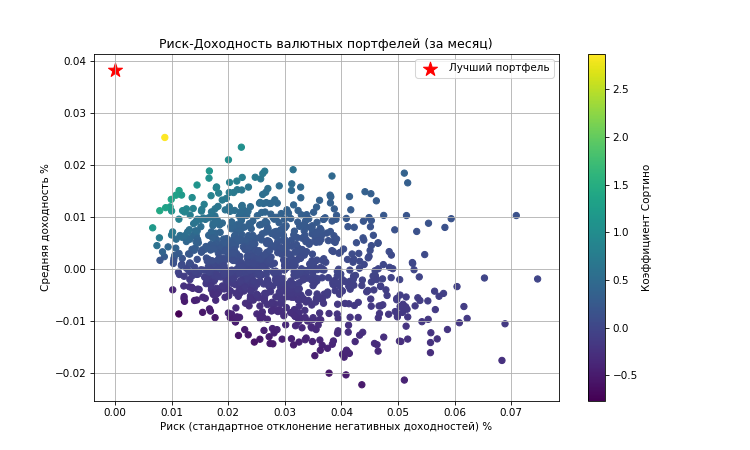 Риск-Доходность валютных портфелей (за месяц)
Лучший портфель
Средняя доходность %
0.04
0.03
0.02
0.01
0.00
−0.01
−0.02
0.00 0.01 0.02 0.03 0.04 0.05 0.06 0.07
Риск (стандартное отклонение негативных доходностей) %
2.5
2.0
1.5
1.0
0.5
0.0
−0.5
Коэффициент Сортино